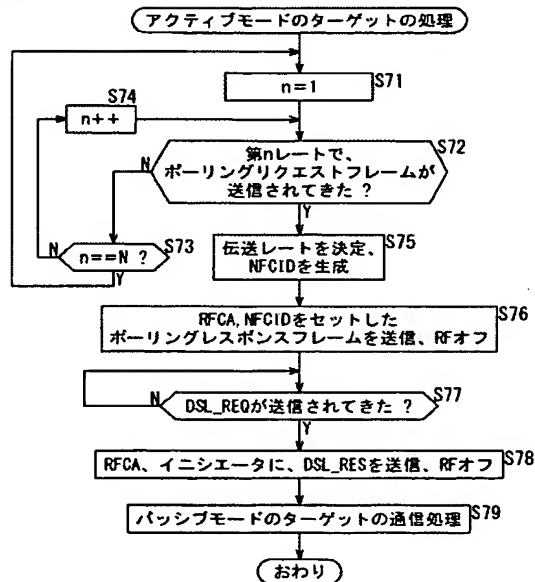 アクティブモードのターゲットの処理
S71
n=1
S74
n++
S72
第nレートで、
ポーリングリクエストフレームが
送信されてきた ?
N
Y
S73
n==N ?
N
Y
S75
伝送レートを決定、
NFCIDを生成
S76
RFCA,NFCIDをセットした
ポーリングレスポンスフレームを送信、RFオフ
S77
DSL_REQが送信されてきた ?
N
Y
S78
RFCA、イニシエータに、DSL_RESを送信、RFオフ
S79
パッシブモードのターゲットの通信処理
おわり